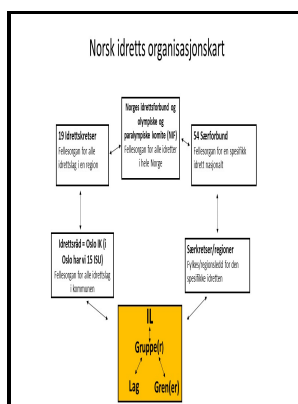 Norsk idretts organisasjonskart
Norges idrettsforbund og
olympiske og
paralympiske komite (NIF)
Fellesorgan for alle idretter
i hele Norge
19 Idrettskretser
Fellesorgan for alle
idrettslag i en region
54 Særforbund
Fellesorgan for en spesifikk
idrett nasjonalt
Idrettsråd = Oslo IK (i
Oslo har vi 15 ISU)
Fellesorgan for alle idrettslag
i kommunen
Særkretser/regioner
Fylkes/regionsledd for den
spesifikke idretten
IL
Gruppe(r)
Lag
Gren(er)